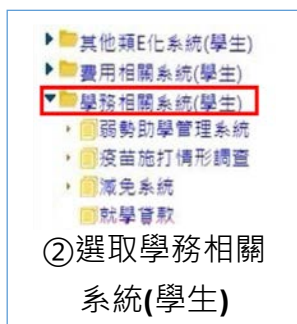 其他類E化系統(學生)
費用相關系統(學生)
學務相關系統(學生)
弱勢助學管理系統
疫苗施打情形調查
減免系統
就學貸款
②選取學務相關
系統(學生)